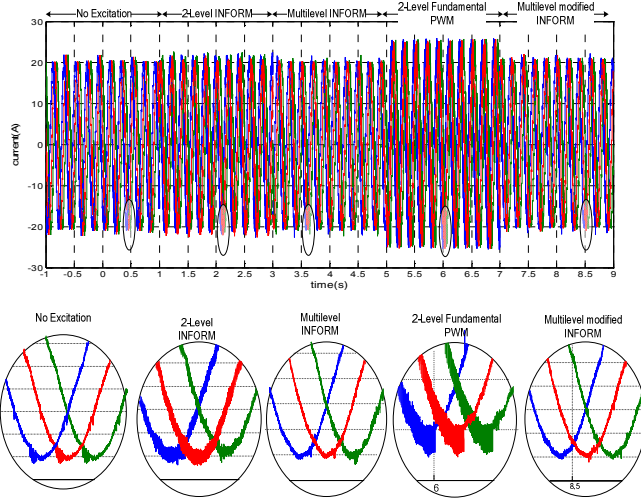 No Excitation 2-Level INFORM Multilevel INFORM 2-Level Fundamental PWM Multilevel modified INFORM
30
20
10
0
-10
-20
-30
current(A)
-1 -0.5 0 0.5 1 1.5 2 2.5 3 3.5 4 4.5 5 5.5 6 6.5 7 7.5 8 8.5 9
time(s)
No Excitation
2-Level
INFORM
Multilevel
INFORM
2-Level Fundamental
PWM
Multilevel modified
INFORM
6
8.5